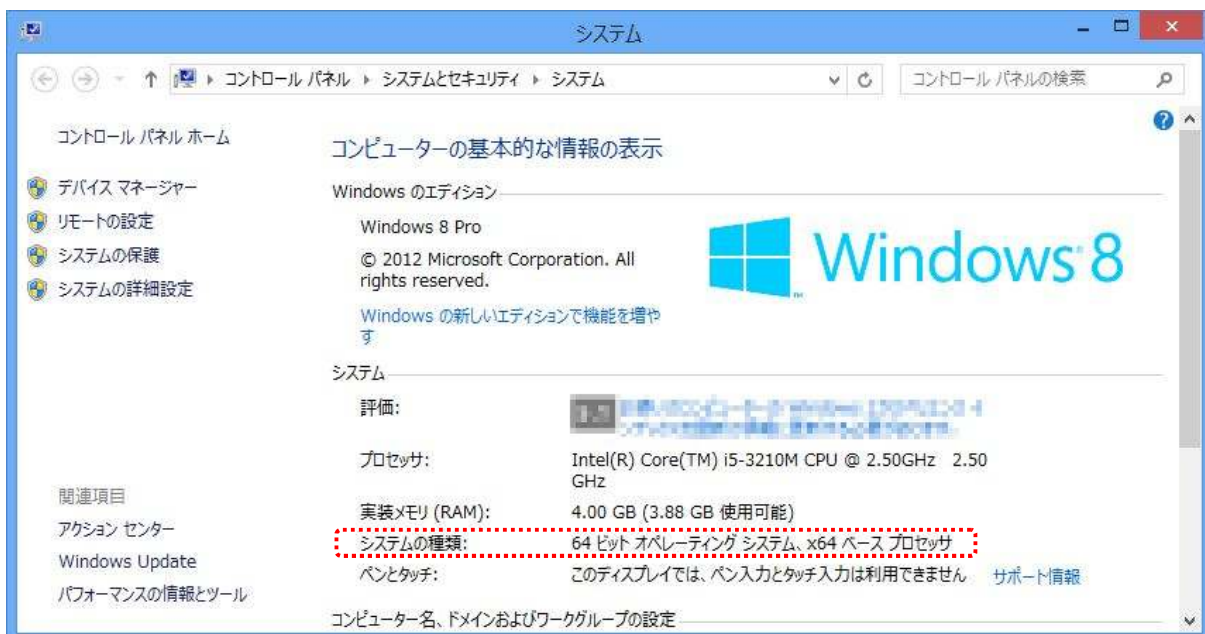 システム
コントロール パネル システムとセキュリティ システム
コントロール パネルの検索
コントロール パネル ホーム
デバイス マネージャー
リモートの設定
システムの保護
システムの詳細設定
関連項目
アクション センター
Windows Update
パフォーマンスの情報とツール
コンピューターの基本的な情報の表示
Windows のエディション
Windows 8 Pro
© 2012 Microsoft Corporation. All
rights reserved.
Windows の新しいエディションで機能を増や
す
Windows 8
システム
評価:
プロセッサ: Intel(R) Core(TM) i5-3210M CPU @ 2.50GHz 2.50
GHz
実装メモリ (RAM): 4.00 GB (3.88 GB 使用可能)
システムの種類: 64 ビット オペレーティング システム、x64 ベース プロセッサ
ペンとタッチ: このディスプレイでは、ペン入力とタッチ入力は利用できません サポート情報
コンピューター名、ドメインおよびワークグループの設定